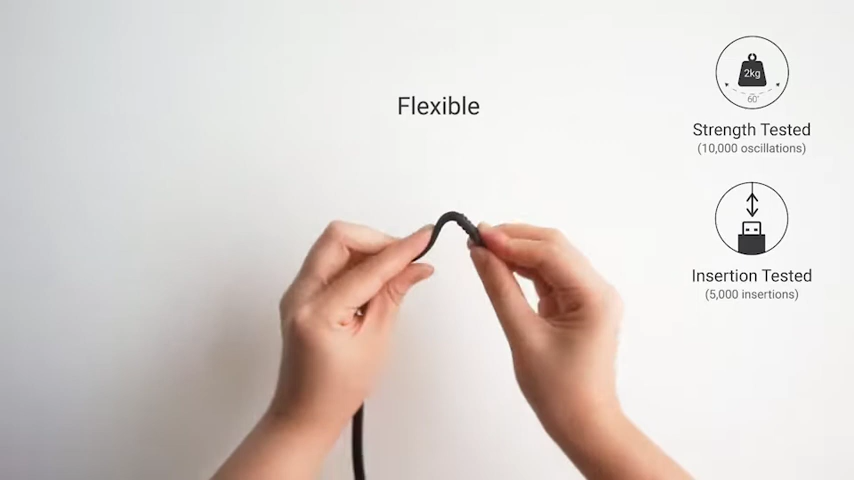 Flexible
2kg
60°
Strength Tested
(10,000 oscillations)
Insertion Tested
(5,000 insertions)